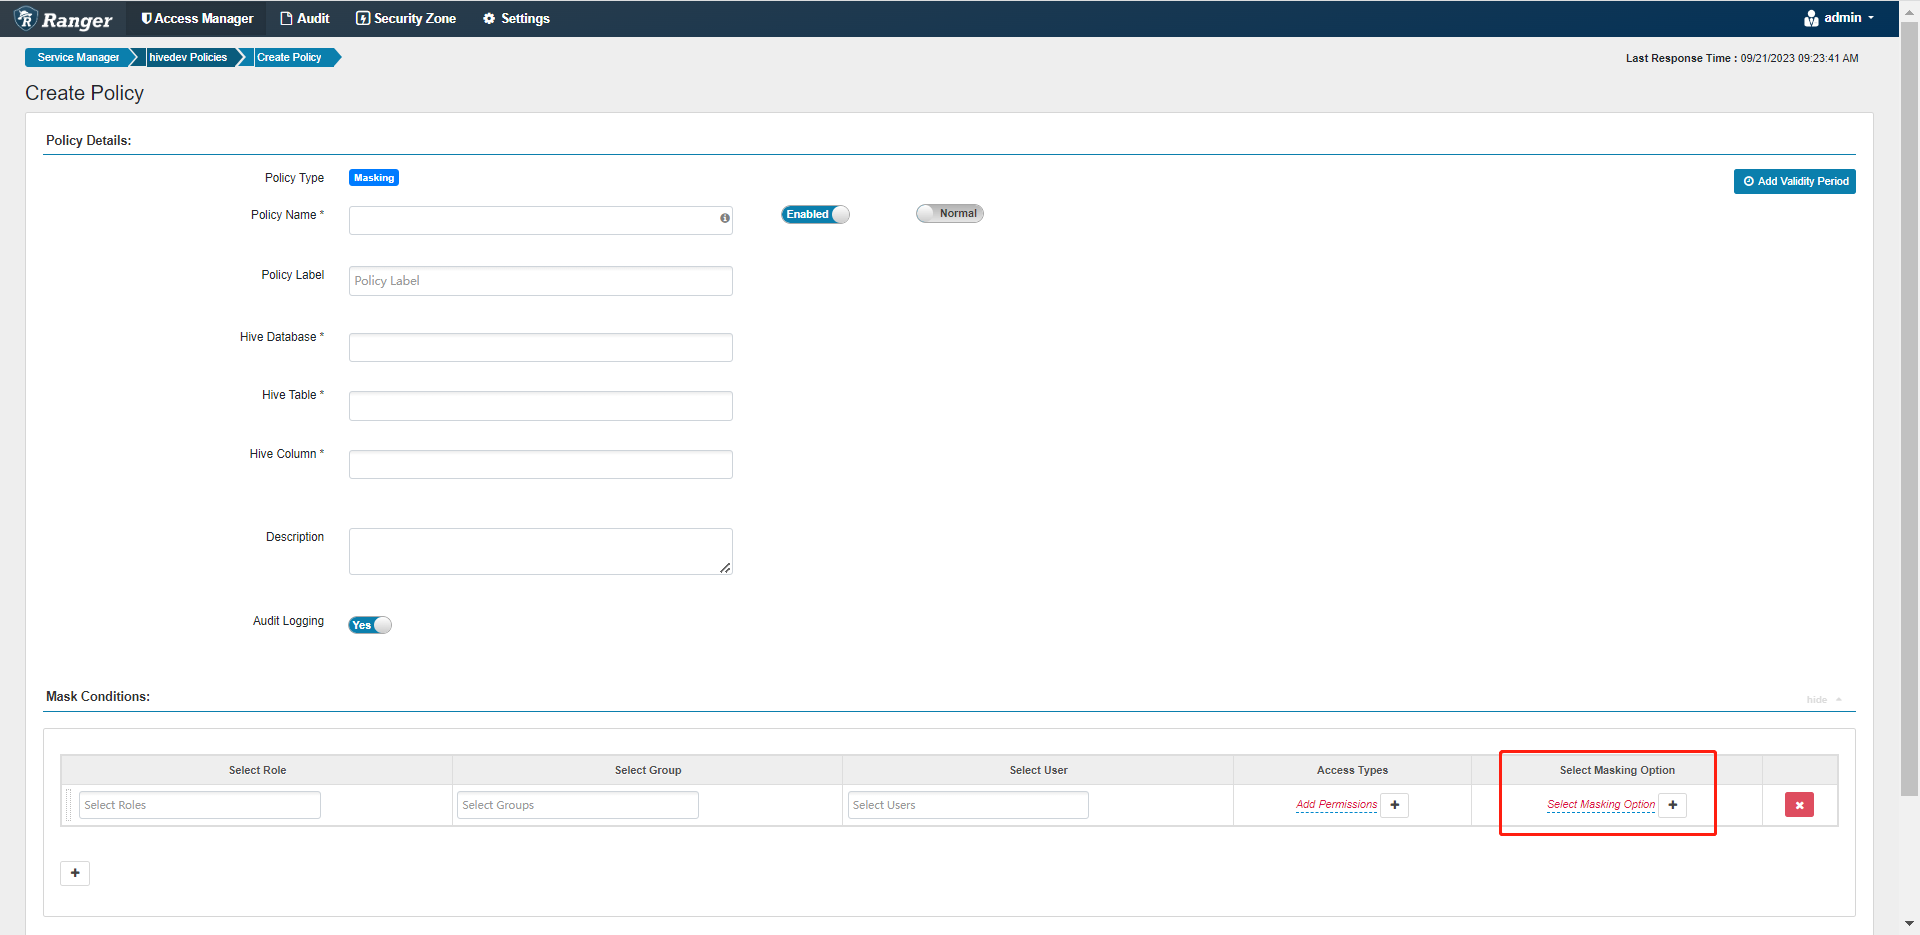 Ranger Access Manager Audit Security Zone Settings admin
Service Manager hivedev Policies Create Policy Last Response Time : 09/21/2023 09:23:41 AM
Create Policy
Policy Details:
Policy Type Masking Add Validity Period
Policy Name * Enabled Normal
Policy Label Policy Label
Hive Database *
Hive Table *
Hive Column *
Description
Audit Logging Yes
Mask Conditions: hide
Select Role Select Group Select User Access Types Select Masking Option
Select Roles Select Groups Select Users Add Permissions + Select Masking Option +
+